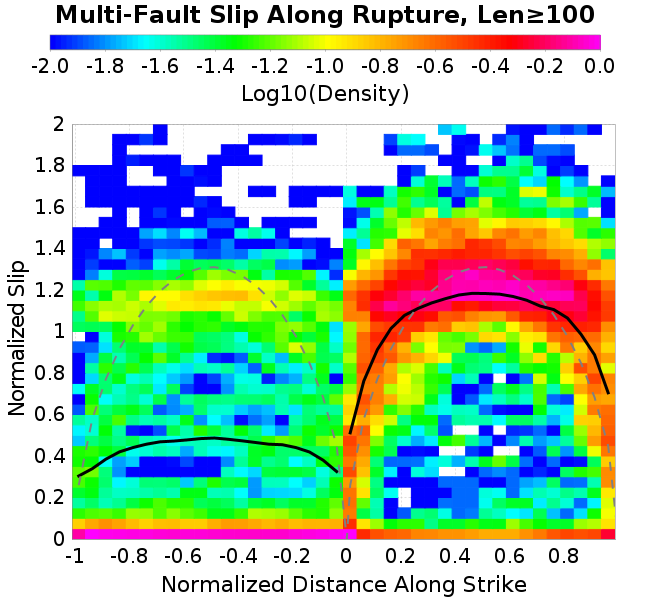 Multi-Fault Slip Along Rupture, Len≥100
-2.0 -1.8 -1.6 -1.4 -1.2 -1.0 -0.8 -0.6 -0.4 -0.2 0.0
Log10(Density)
2
1.8
1.6
1.4
1.2
1
0.8
0.6
0.4
0.2
0
Normalized Slip
-1 -0.8 -0.6 -0.4 -0.2 0 0.2 0.4 0.6 0.8
Normalized Distance Along Strike